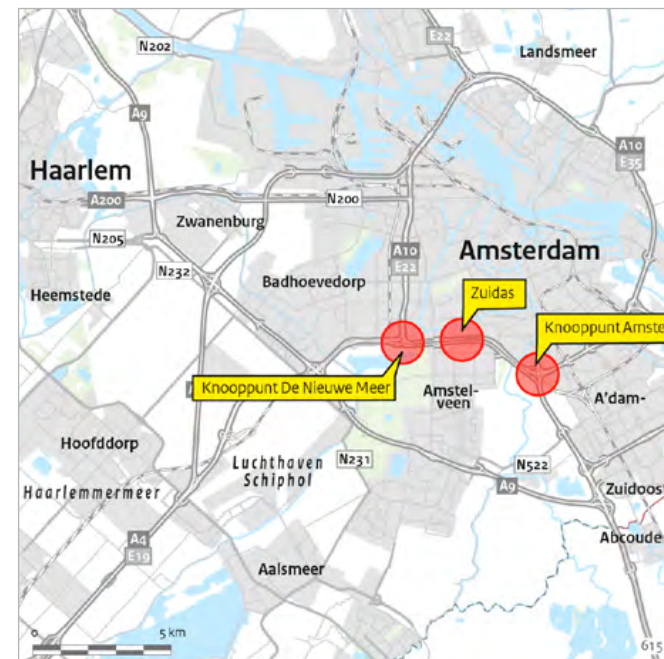 N202
E22
Landsmeer
A9
A10
E35
Haarlem
A200
Zwanenburg
N200
N205
N232
A10
E22
Amsterdam
Badhoevedorp
Heemstede
Zuidas
Knooppunt Amste
Knooppunt De Nieuwe Meer
Amstel-
veen
A'dam-
Hoofddorp
Luchthaven
Schiphol
N231
N522
Haarlemmermeer
A9
Zuidoost
A4
E19
Abcoude
Aalsmeer
5 km
615